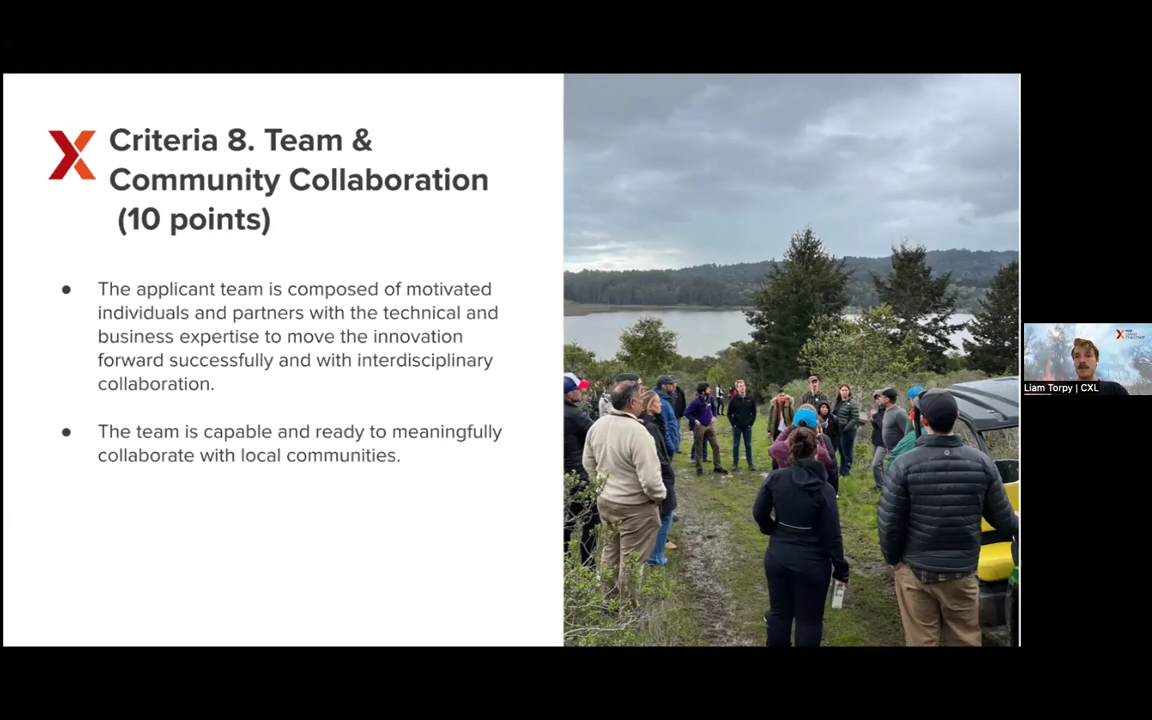 Criteria 8. Team &
Community Collaboration
(10 points)
● The applicant team is composed of motivated
individuals and partners with the technical and
business expertise to move the innovation
forward successfully and with interdisciplinary
collaboration.
● The team is capable and ready to meaningfully
collaborate with local communities.
Liam Torpy | CXL